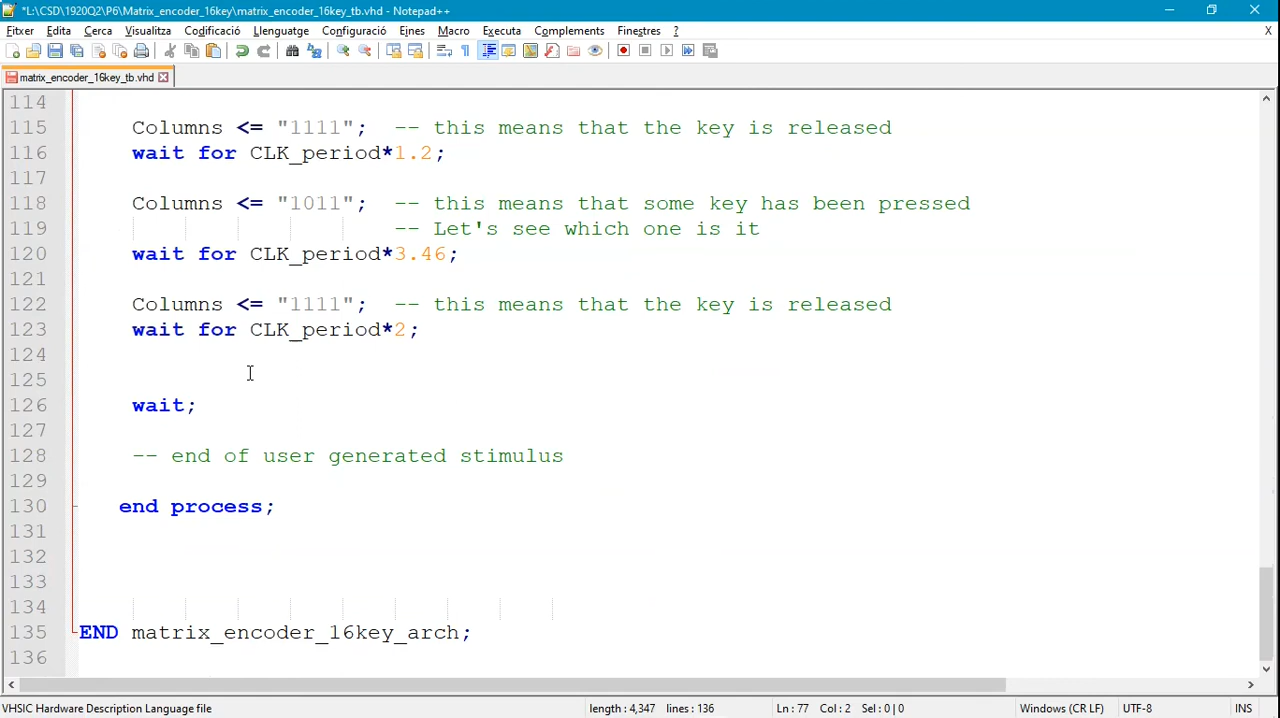 *L:\CSD\1920Q2\P6\Matrix_encoder_16key\matrix_encoder_16key_tb.vhd - Notepad++
Fitxer Edita Cerca Visualitza Codificació Llenguatge Configuració Eines Macro Executa Complements Finestres ? X
matrix_encoder_16key_tb.vhd
114
115 Columns <= "1111"; -- this means that the key is released
116 wait for CLK_period*1.2;
117
118 Columns <= "1011"; -- this means that some key has been pressed
119 -- Let's see which one is it
120 wait for CLK_period*3.46;
121
122 Columns <= "1111"; -- this means that the key is released
123 wait for CLK_period*2;
124
125
126 wait;
127
128 -- end of user generated stimulus
129
130 end process;
131
132
133
134
135 END matrix_encoder_16key_arch;
136
VHSIC Hardware Description Language file length : 4,347 lines : 136 Ln : 77 Col : 2 Sel : 0 | 0 Windows (CR LF) UTF-8 INS